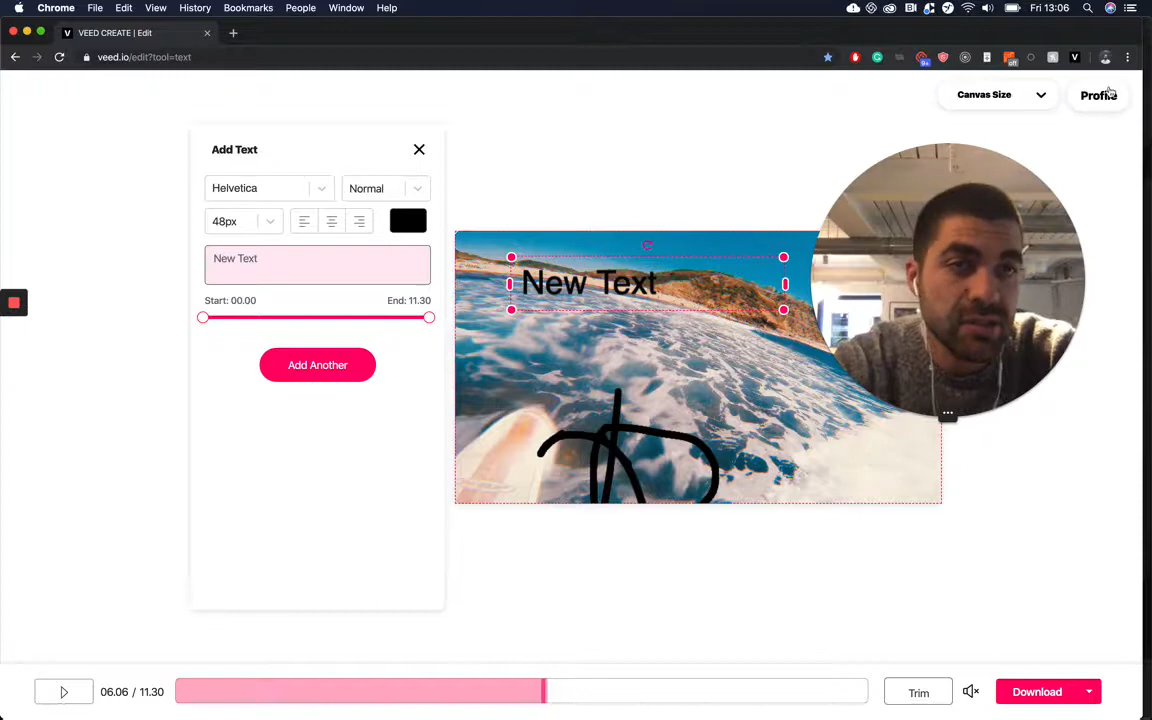 Chrome File Edit View History Bookmarks People Window Help Fri 13:06
V VEED CREATE | Edit
veed.io/edit?tool=text
9+
off
V
Canvas Size
Profile
Add Text
Helvetica Normal
48px
New Text
Start: 00.00 End: 11.30
Add Another
New Text
06.06 / 11.30
Trim
Download